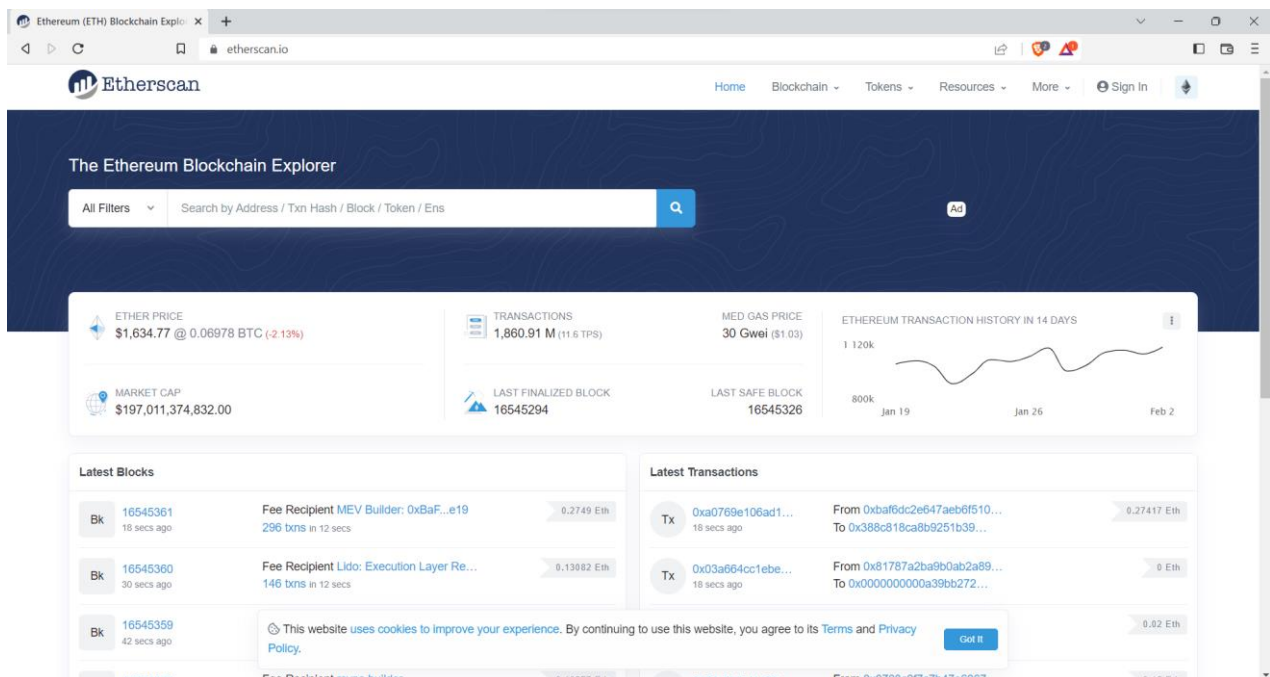 Ethereum (ETH) Blockchain Explo
etherscan.io
Etherscan
Home Blockchain Tokens Resources More Sign In
The Ethereum Blockchain Explorer
All Filters Search by Address / Txn Hash / Block / Token / Ens
Ad
ETHER PRICE
$1,634.77 @ 0.06978 BTC (-2.13%)
MARKET CAP
$197,011,374,832.00
TRANSACTIONS MED GAS PRICE
1,860.91 M (11.6 TPS) 30 Gwei ($1.03)
LAST FINALIZED BLOCK LAST SAFE BLOCK
16545294 16545326
ETHEREUM TRANSACTION HISTORY IN 14 DAYS
1 120k
800k
Jan 19 Jan 26 Feb 2
Latest Blocks
Bk 16545361 Fee Recipient MEV Builder: 0xBaF...e19 0.2749 Eth
18 secs ago 296 txns in 12 secs
Bk 16545360 Fee Recipient Lido: Execution Layer Re... 0.13082 Eth
30 secs ago 146 txns in 12 secs
Bk 16545359
42 secs ago
Latest Transactions
Tx 0xa0769e106ad1... From 0xbaf6dc2e647aeb6f510... 0.27417 Eth
18 secs ago To 0x388c818ca8b9251b39...
Tx 0x03a664cc1ebe... From 0x81787a2ba9b0ab2a89... 0 Eth
18 secs ago To 0x0000000000a39bb272...
0.02 Eth
This website uses cookies to improve your experience. By continuing to use this website, you agree to its Terms and Privacy
Policy.
Got It